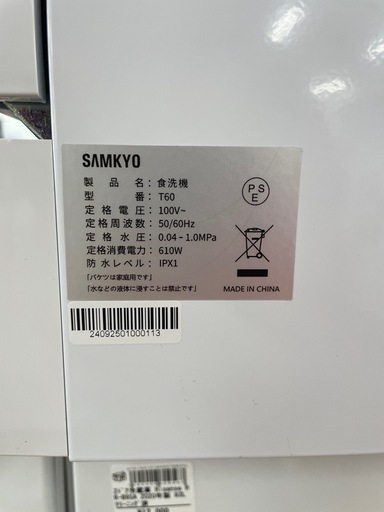 SAMKYO
製品名：食洗機
型番：T60
定格電圧：100V~
定格周波数：50/60Hz
定格水圧：0.04-1.0MPa
定格消費電力：610W
防水レベル：IPX1
「バケツは家庭用です」
「水などの液体に浸すことは禁止です」
PS
E
MADE IN CHINA
24092501000113